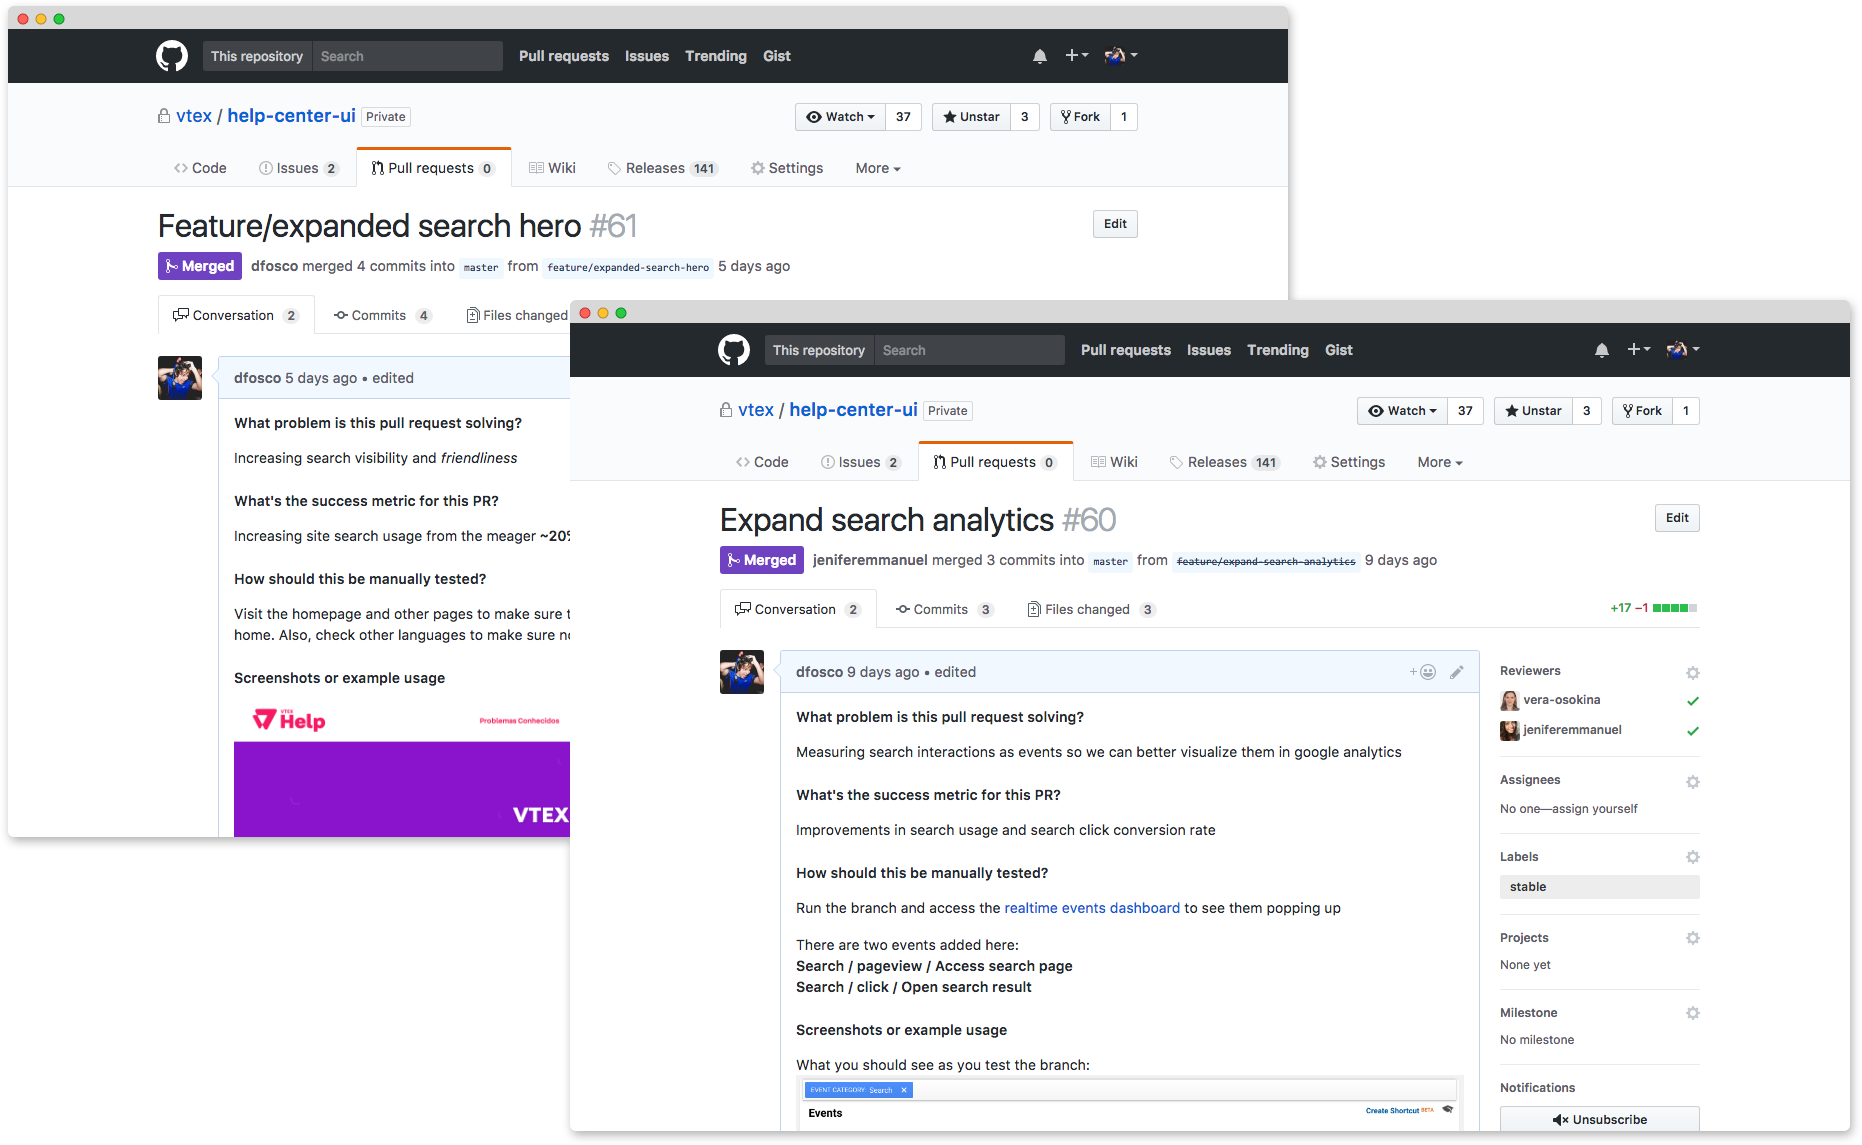 This repository Search Pull requests Issues Trending Gist
vtex / help-center-ui Private Watch 37 Unstar 3 Fork 1
Code Issues 2 Pull requests 0 Wiki Releases 141 Settings More
Feature/expanded search hero #61 Edit
Merged dfosco merged 4 commits into master from feature/expanded-search-hero 5 days ago
Conversation 2 Commits 4 Files changed
dfosco 5 days ago • edited
What problem is this pull request solving?
Increasing search visibility and friendliness
What's the success metric for this PR?
Increasing site search usage from the meager ~20%
How should this be manually tested?
Visit the homepage and other pages to make sure
home. Also, check other languages to make sure
Screenshots or example usage
VTEX
Help Problemas Conhecidos
VTEX
This repository Search Pull requests Issues Trending Gist
vtex / help-center-ui Private Watch 37 Unstar 3 Fork 1
Code Issues 2 Pull requests 0 Wiki Releases 141 Settings More
Expand search analytics #60 Edit
Merged jeniferemmanuel merged 3 commits into master from feature/expand-search-analytics 9 days ago
Conversation 2 Commits 3 Files changed 3 +17 −1
dfosco 9 days ago • edited
What problem is this pull request solving?
Measuring search interactions as events so we can better visualize them in google analytics
What's the success metric for this PR?
Improvements in search usage and search click conversion rate
How should this be manually tested?
Run the branch and access the realtime events dashboard to see them popping up
There are two events added here:
Search / pageview / Access search page
Search / click / Open search result
Screenshots or example usage
What you should see as you test the branch:
EVENT CATEGORY: Search ×
Events Create Shortcut BETA
Reviewers
vera-osokina
jeniferemmanuel
Assignees
No one—assign yourself
Labels
stable
Projects
None yet
Milestone
No milestone
Notifications
Unsubscribe